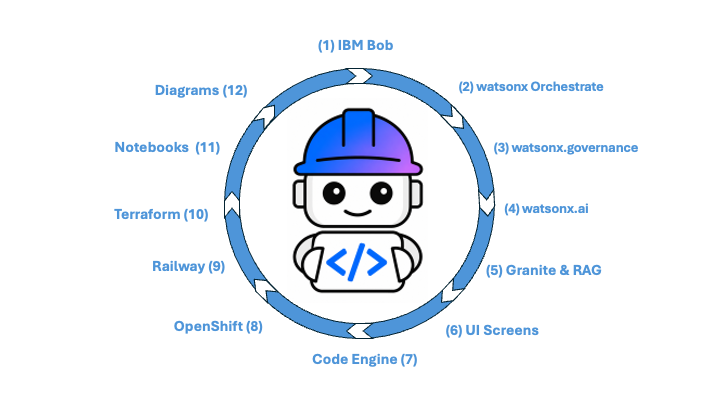 (1) IBM Bob
(2) watsonx Orchestrate
(3) watsonx.governance
(4) watsonx.ai
(5) Granite & RAG
(6) UI Screens
Code Engine (7)
OpenShift (8)
Railway (9)
Terraform (10)
Notebooks (11)
Diagrams (12)
</>